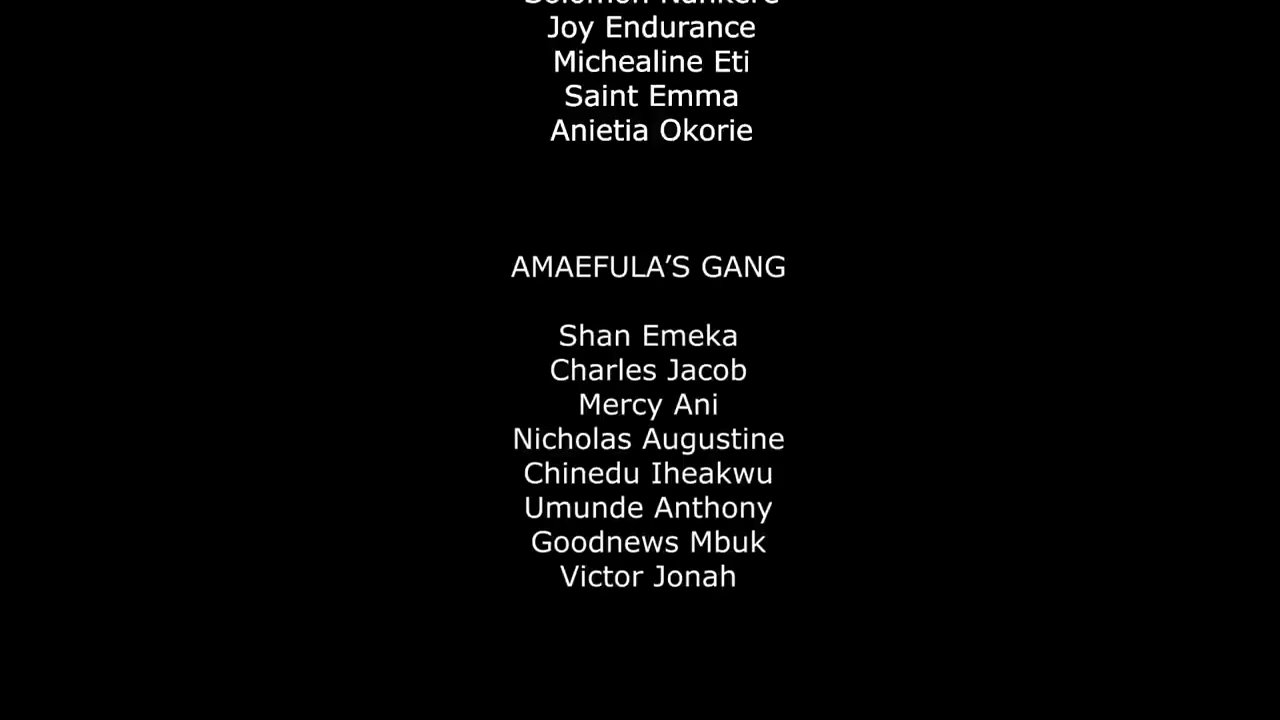 Joy Endurance
Michealine Eti
Saint Emma
Anietia Okorie
AMAEFULA’S GANG
Shan Emeka
Charles Jacob
Mercy Ani
Nicholas Augustine
Chinedu Iheakwu
Umunde Anthony
Goodnews Mbuk
Victor Jonah